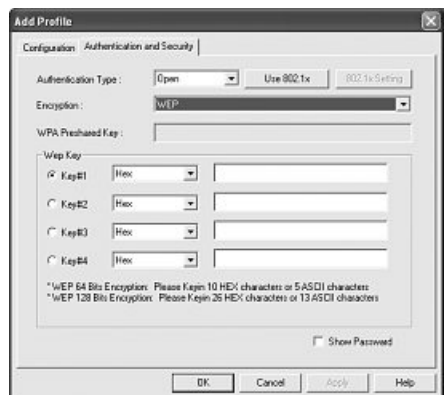 Add Profile
Configuration Authentication and Security
Authentication Type : Open Use 802.1x 802.1x Setting
Encryption : WEP
WPA Preshared Key :
Wep Key
Key#1 Hex
Key#2 Hex
Key#3 Hex
Key#4 Hex
* WEP 64 Bits Encryption: Please Keyin 10 HEX characters or 5 ASCII characters
* WEP 128 Bits Encryption: Please Keyin 26 HEX characters or 13 ASCII characters
Show Password
OK Cancel Apply Help